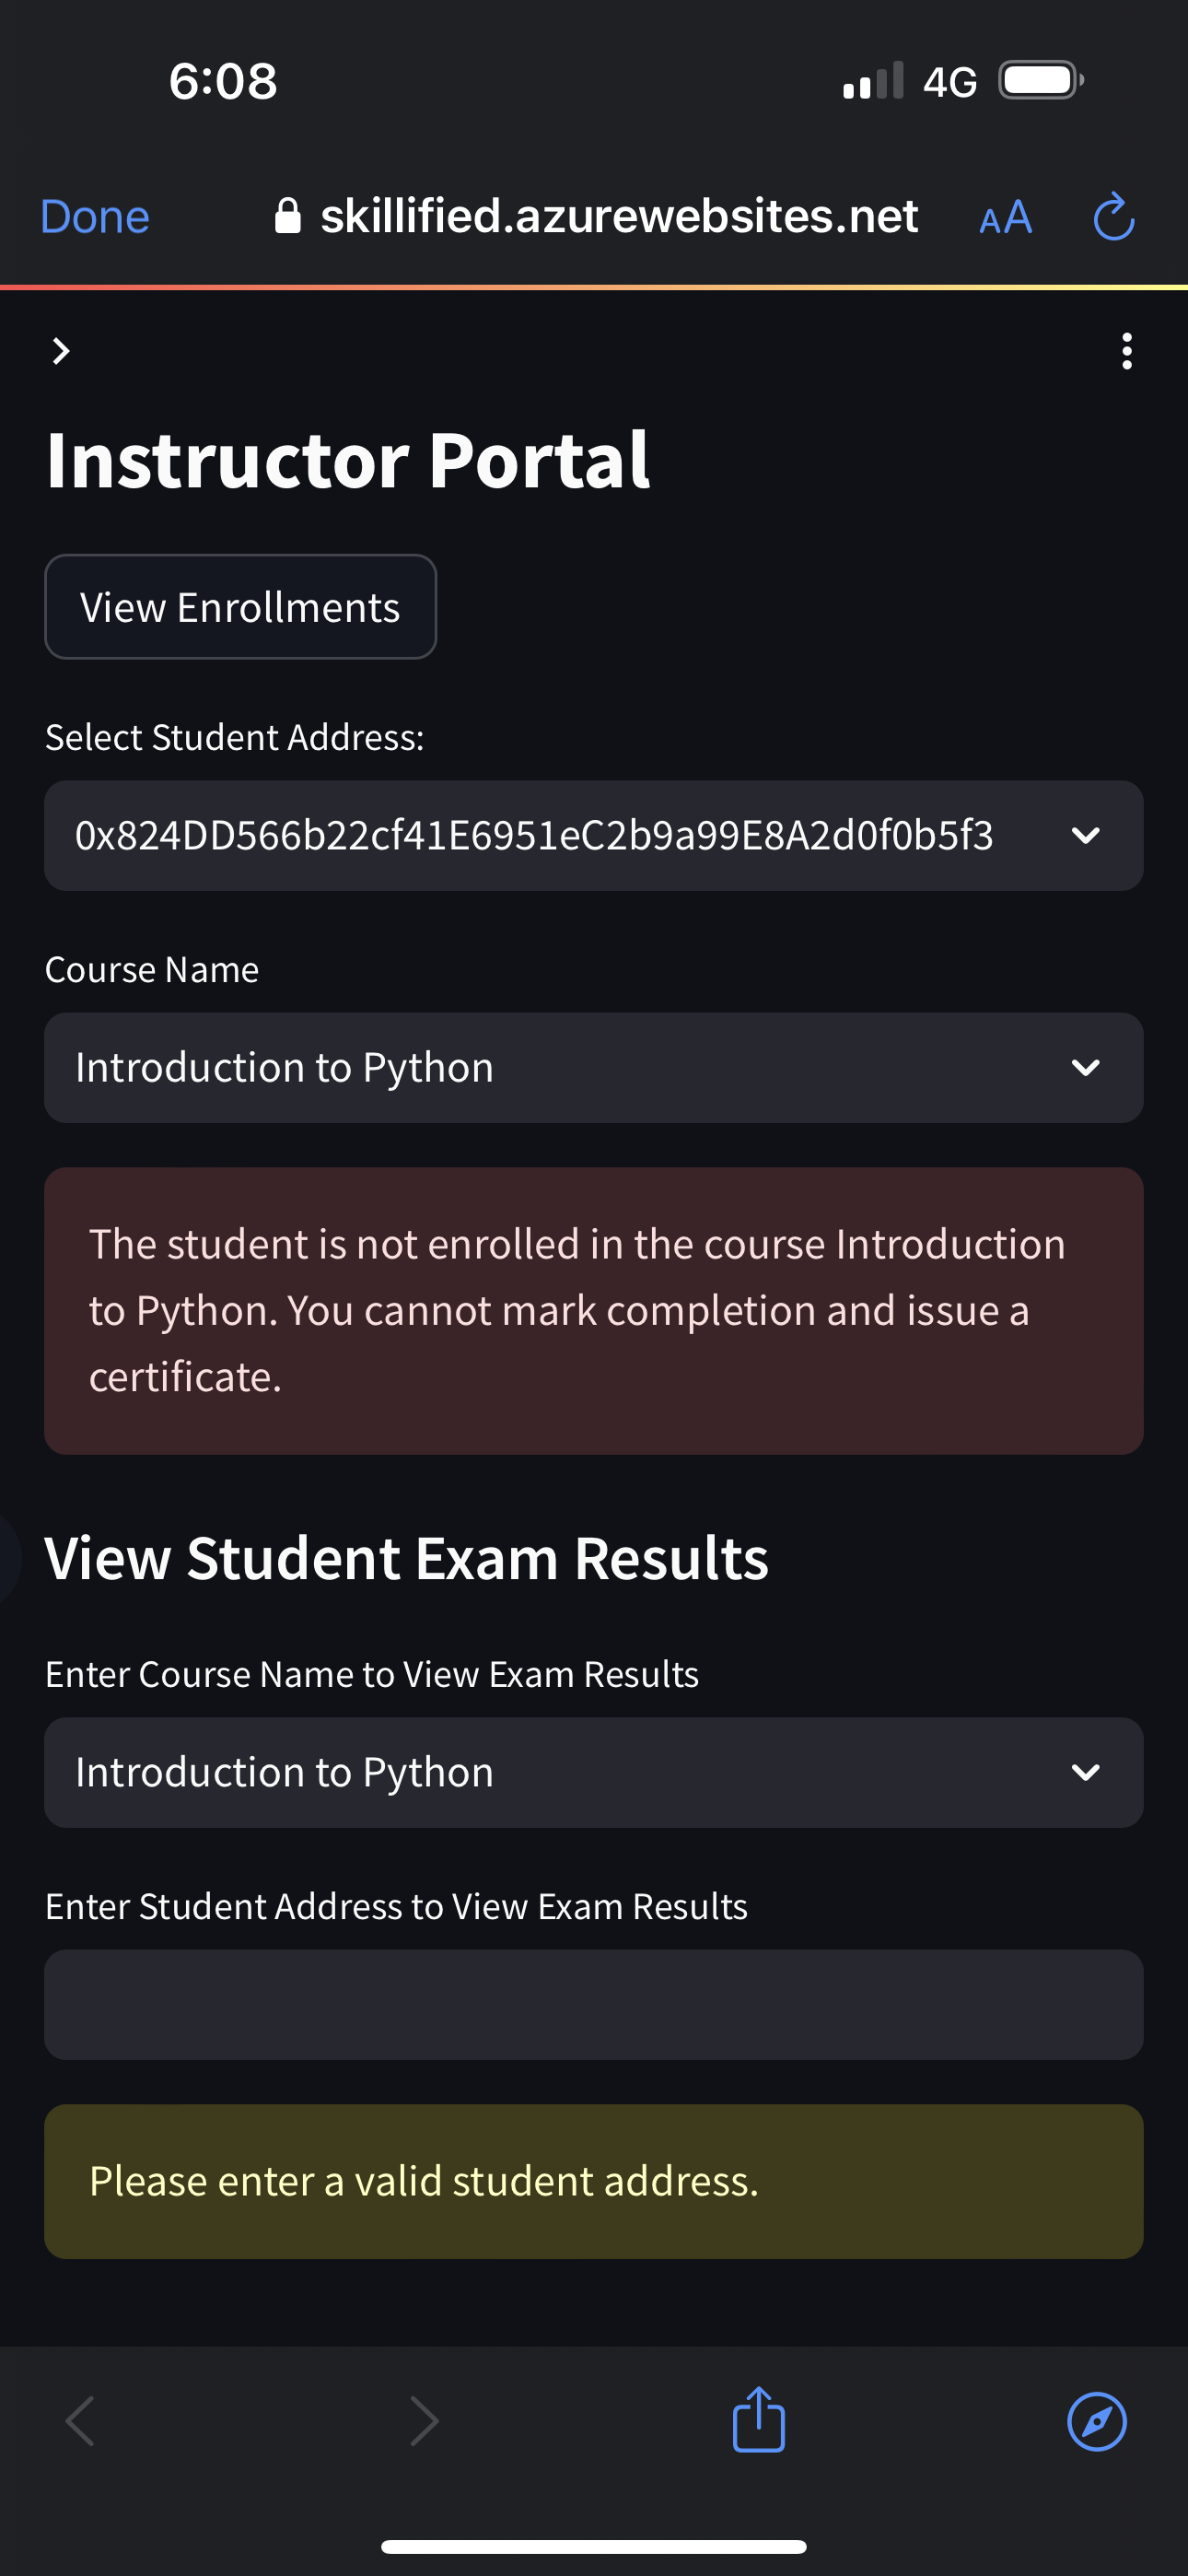 6:08
4G
Done
skillified.azurewebsites.net
AA
Instructor Portal
View Enrollments
Select Student Address:
0x824DD566b22cf41E6951eC2b9a99E8A2d0f0b5f3
Course Name
Introduction to Python
The student is not enrolled in the course Introduction
to Python. You cannot mark completion and issue a
certificate.
View Student Exam Results
Enter Course Name to View Exam Results
Introduction to Python
Enter Student Address to View Exam Results
Please enter a valid student address.